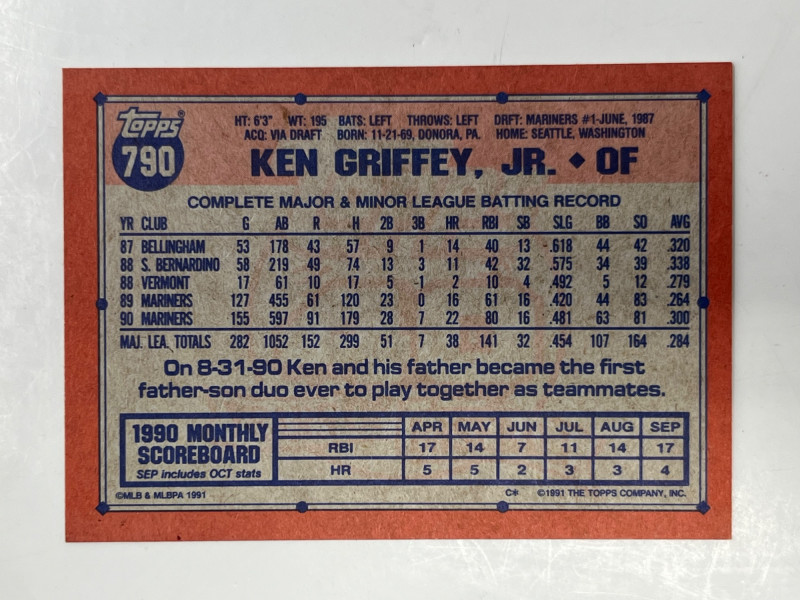 Topps
790
HT: 6'3" WT: 195 BATS: LEFT THROWS: LEFT DRFT: MARINERS #1-JUNE, 1987
ACQ: VIA DRAFT BORN: 11-21-69, DONORA, PA. HOME: SEATTLE, WASHINGTON
KEN GRIFFEY, JR. ◆ OF
COMPLETE MAJOR & MINOR LEAGUE BATTING RECORD
YR CLUB G AB R H 2B 3B HR RBI SB SLG BB SO AVG
87 BELLINGHAM 53 178 43 57 9 1 14 40 13 .618 44 42 .320
88 S. BERNARDINO 58 219 49 74 13 3 11 42 32 .575 34 39 .338
88 VERMONT 17 61 10 17 5 1 2 10 4 .492 5 12 .279
89 MARINERS 127 455 61 120 23 0 16 61 16 .420 44 83 .264
90 MARINERS 155 597 91 179 28 7 22 80 16 .481 63 81 .300
MAJ. LEA. TOTALS 282 1052 152 299 51 7 38 141 32 .454 107 164 .284
On 8-31-90 Ken and his father became the first
father-son duo ever to play together as teammates.
1990 MONTHLY
SCOREBOARD
SEP includes OCT stats
APR MAY JUN JUL AUG SEP
RBI 17 14 7 11 14 17
HR 5 5 2 3 3 4
©MLB & MLBPA 1991 C* ©1991 THE TOPPS COMPANY, INC.